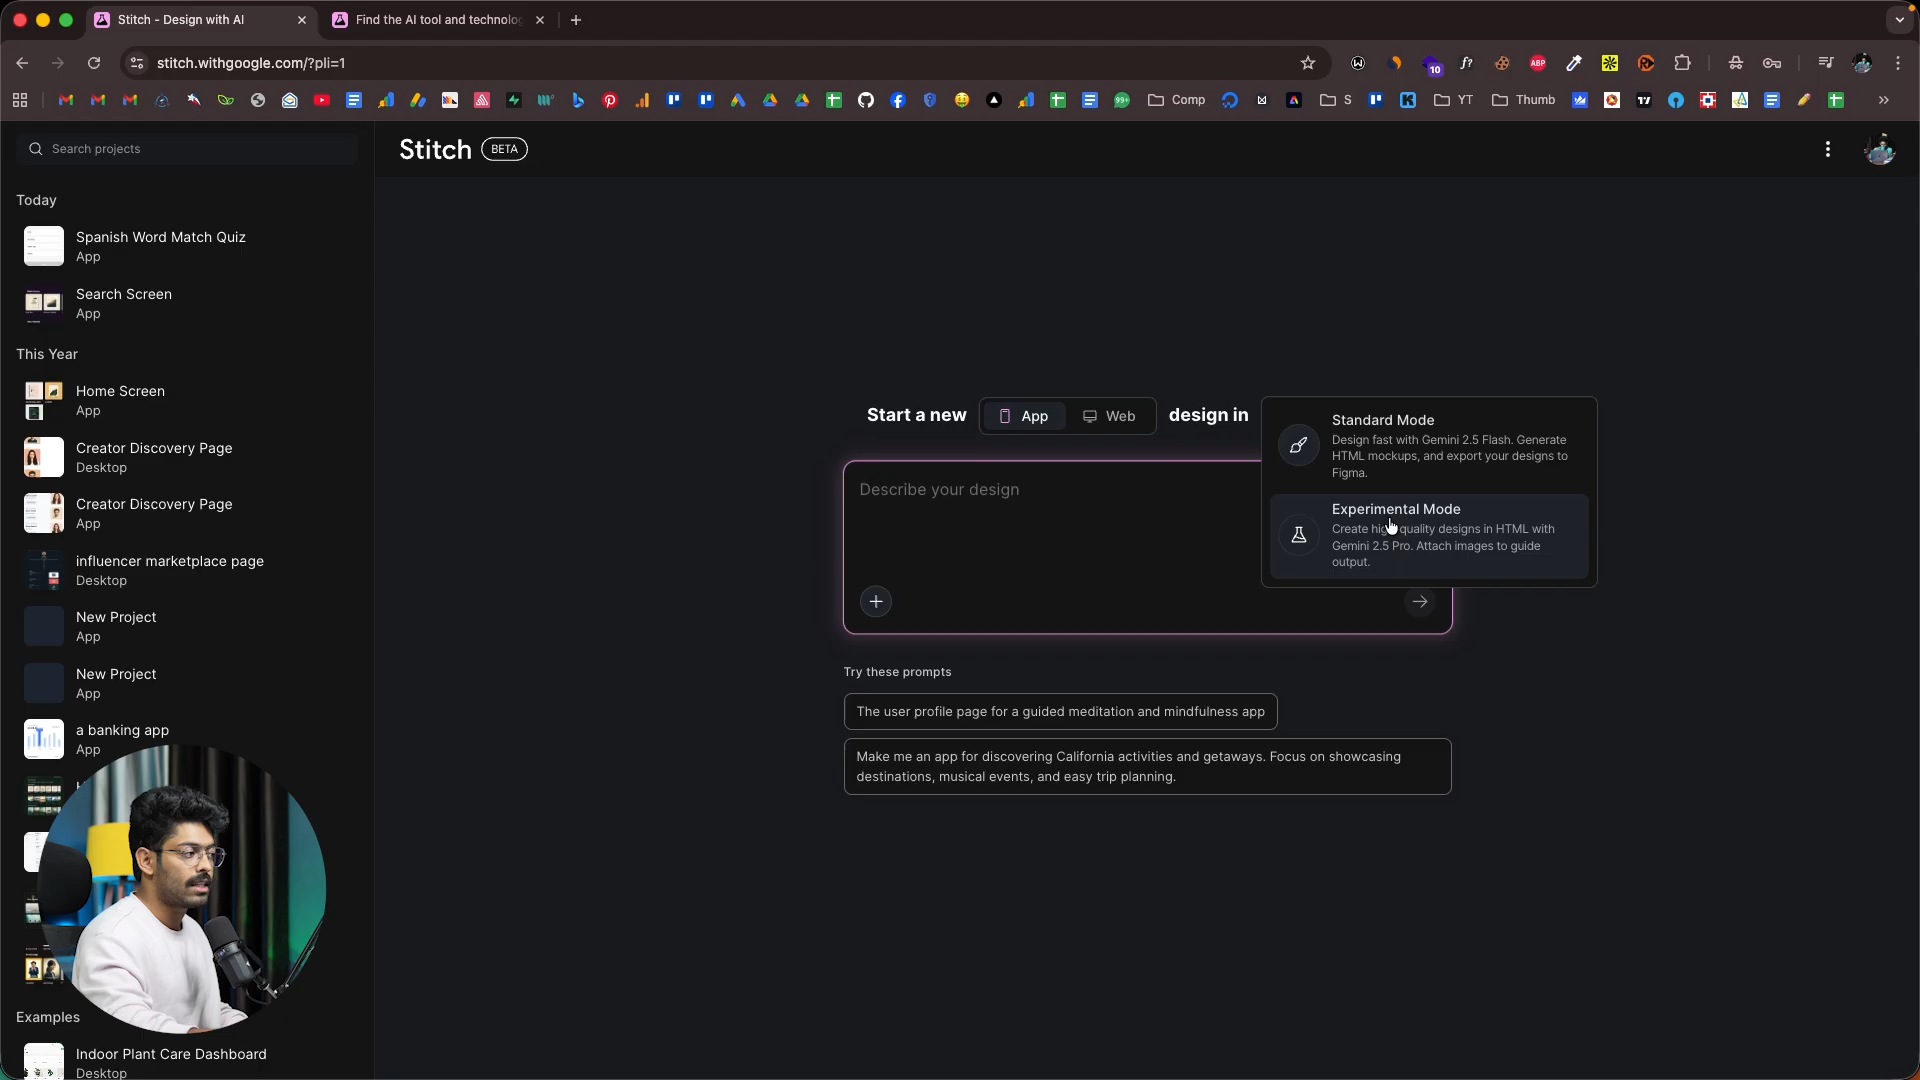 Stitch - Design with AI
Find the AI tool and technolo
stitch.withgoogle.com/?pli=1
10
f?
ABP
99+
Comp
S
YT
Thumb
Search projects
Stitch BETA
Today
Spanish Word Match Quiz
App
Search Screen
App
This Year
Home Screen
App
Creator Discovery Page
Desktop
Creator Discovery Page
App
influencer marketplace page
Desktop
New Project
App
New Project
App
a banking app
App
Examples
Indoor Plant Care Dashboard
Desktop
Start a new App Web design in
Describe your design
Standard Mode
Design fast with Gemini 2.5 Flash. Generate
HTML mockups, and export your designs to
Figma.
Experimental Mode
Create high quality designs in HTML with
Gemini 2.5 Pro. Attach images to guide
output.
Try these prompts
The user profile page for a guided meditation and mindfulness app
Make me an app for discovering California activities and getaways. Focus on showcasing
destinations, musical events, and easy trip planning.